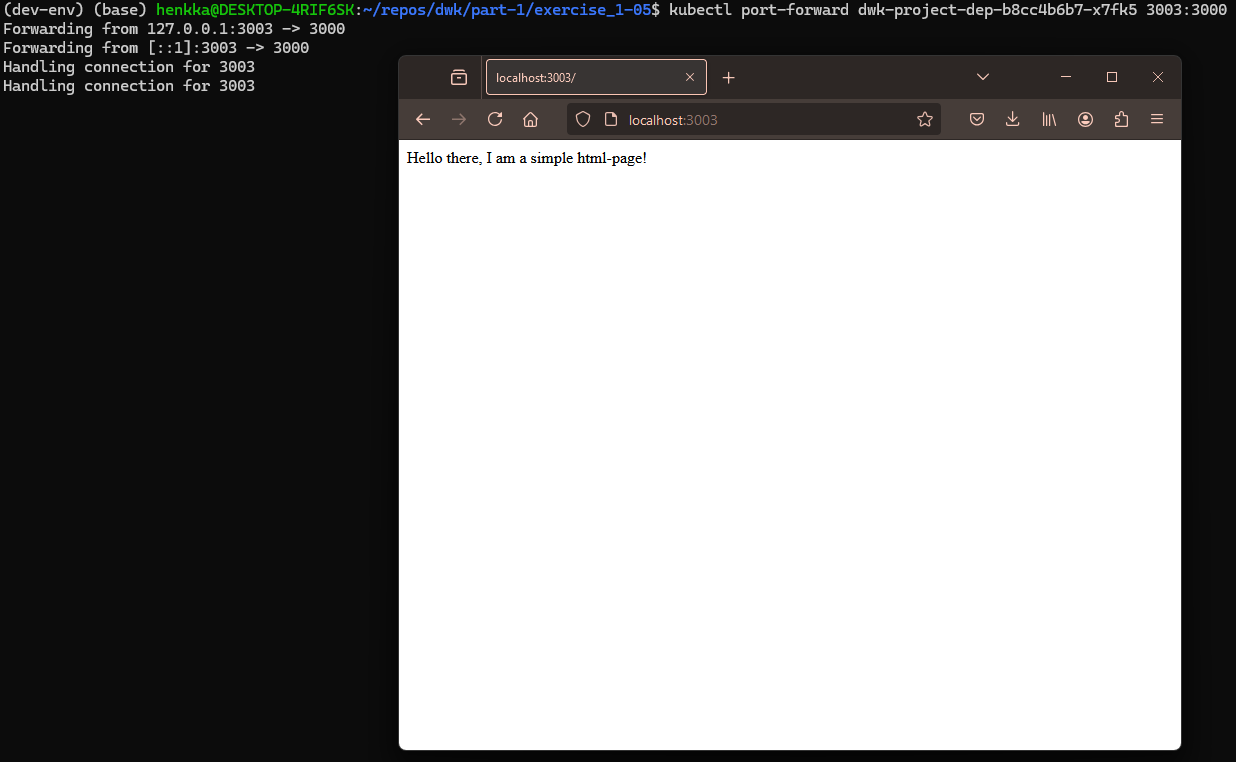 (dev-env) (base) henkka@DESKTOP-4RIF6SK:~/repos/dwk/part-1/exercise_1-05$ kubectl port-forward dwk-project-dep-b8cc4b6b7-x7fk5 3003:3000
Forwarding from 127.0.0.1:3003 -> 3000
Forwarding from [::1]:3003 -> 3000
Handling connection for 3003
Handling connection for 3003
localhost:3003/
localhost:3003
Hello there, I am a simple html-page!